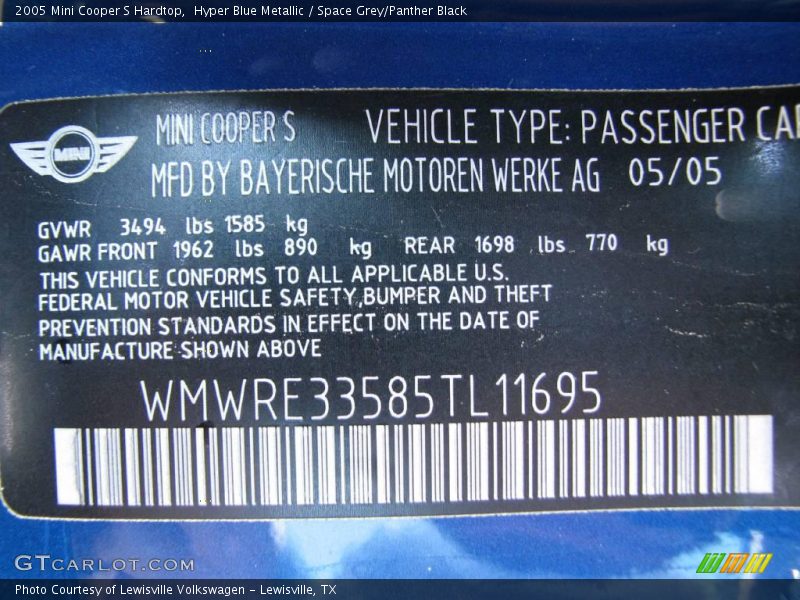 2005 Mini Cooper S Hardtop,  Hyper Blue Metallic / Space Grey/Panther Black
MINI COOPER S VEHICLE TYPE: PASSENGER CAR
MINI
MFD BY BAYERISCHE MOTOREN WERKE AG 05/05
GVWR 3494 lbs 1585 kg
GAWR FRONT 1962 lbs 890 kg REAR 1698 lbs 770 kg
THIS VEHICLE CONFORMS TO ALL APPLICABLE U.S.
FEDERAL MOTOR VEHICLE SAFETY,BUMPER AND THEFT
PREVENTION STANDARDS IN EFFECT ON THE DATE OF
MANUFACTURE SHOWN ABOVE
WMWRE33585TL11695
GTCARLOT.COM
Photo Courtesy of Lewisville Volkswagen - Lewisville, TX